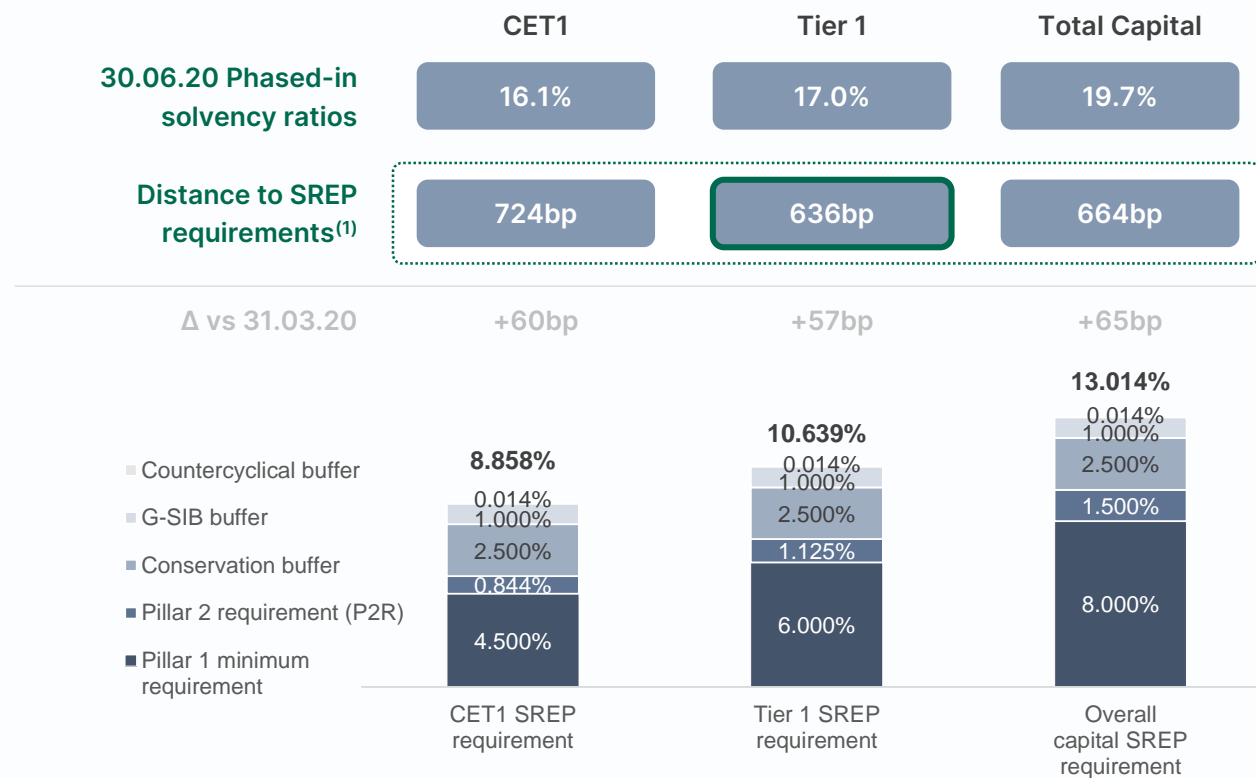 CET1 Tier 1 Total Capital
30.06.20 Phased-in
solvency ratios
16.1% 17.0% 19.7%
Distance to SREP
requirements(1)
724bp 636bp 664bp
Δ vs 31.03.20 +60bp +57bp +65bp
Countercyclical buffer
G-SIB buffer
Conservation buffer
Pillar 2 requirement (P2R)
Pillar 1 minimum
requirement
8.858%
0.014%
1.000%
2.500%
0.844%
4.500%
CET1 SREP
requirement
10.639%
0.014%
1.000%
2.500%
1.125%
6.000%
Tier 1 SREP
requirement
13.014%
0.014%
1.000%
2.500%
1.500%
8.000%
Overall
capital SREP
requirement